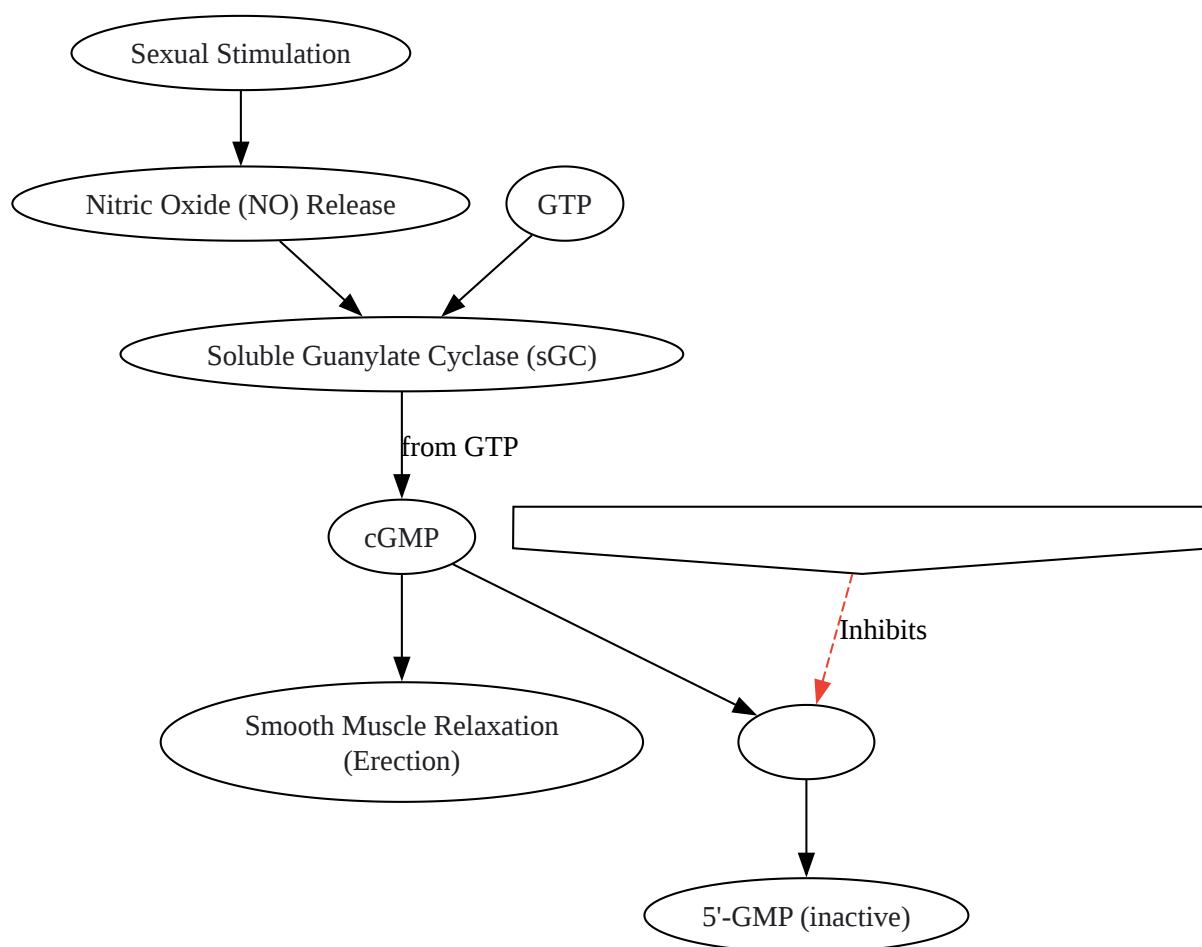 Sexual Stimulation
Nitric Oxide (NO) Release
GTP
Soluble Guanylate Cyclase (sGC)
from GTP
cGMP
Inhibits
Smooth Muscle Relaxation
(Erection)
5'-GMP (inactive)